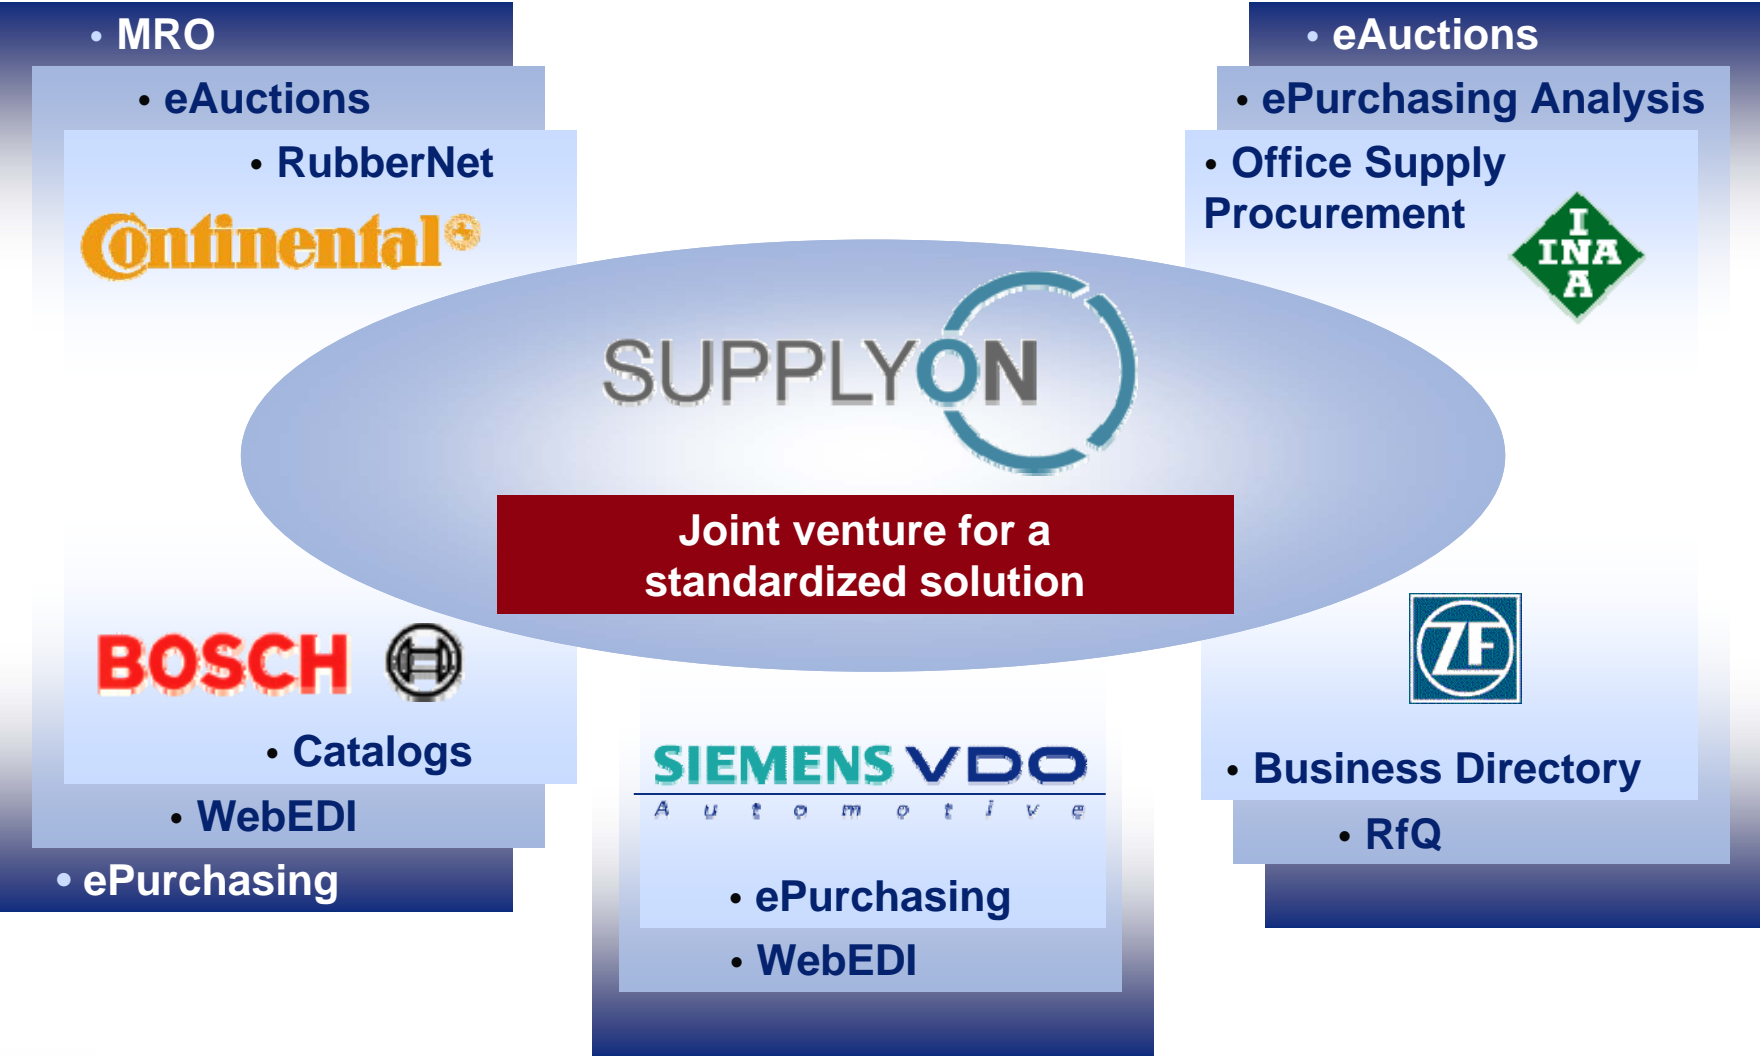 • MRO
• eAuctions
• RubberNet
Continental
• eAuctions
• ePurchasing Analysis
• Office Supply
Procurement
I
INA
A
SUPPLYON
Joint venture for a
standardized solution
BOSCH
• Catalogs
• WebEDI
• ePurchasing
SIEMENS VDO
Automotive
• ePurchasing
• WebEDI
ZF
• Business Directory
• RfQ